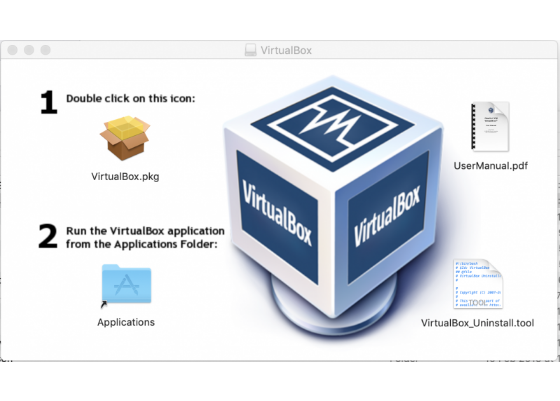 VirtualBox
1 Double click on this icon:
VirtualBox.pkg
UserManual.pdf
2 Run the VirtualBox application
from the Applications Folder:
Applications
VirtualBox
VirtualBox
TOOL
VirtualBox_Uninstall.tool